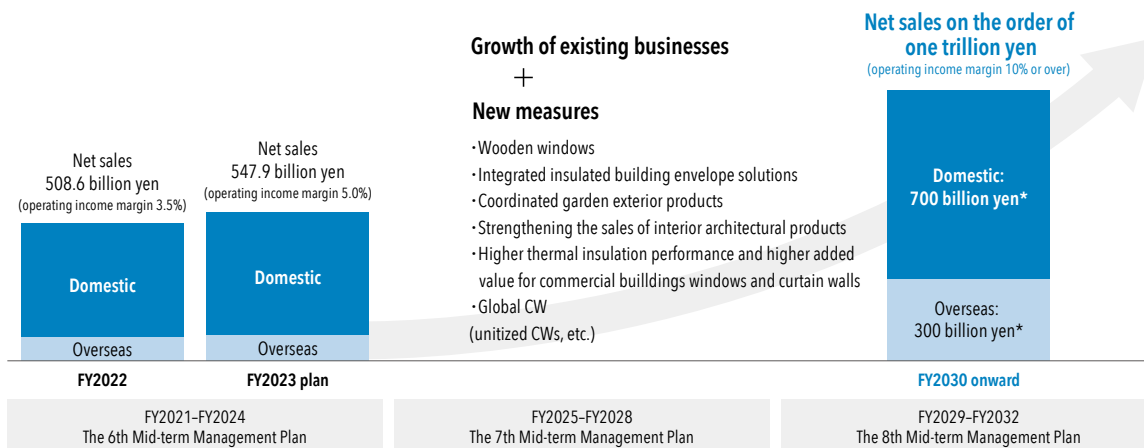 Net sales
508.6 billion yen
(operating income margin 3.5%)
Domestic
Overseas
FY2022
Net sales
547.9 billion yen
(operating income margin 5.0%)
Domestic
Overseas
FY2023 plan
Growth of existing businesses
+
New measures
・Wooden windows
・Integrated insulated building envelope solutions
・Coordinated garden exterior products
・Strengthening the sales of interior architectural products
・Higher thermal insulation performance and higher added
value for commercial builldings windows and curtain walls
・Global CW
(unitized CWs, etc.)
Net sales on the order of
one trillion yen
(operating income margin 10% or over)
Domestic:
700 billion yen*
Overseas:
300 billion yen*
FY2030 onward
FY2021–FY2024
The 6th Mid-term Management Plan
FY2025–FY2028
The 7th Mid-term Management Plan
FY2029–FY2032
The 8th Mid-term Management Plan